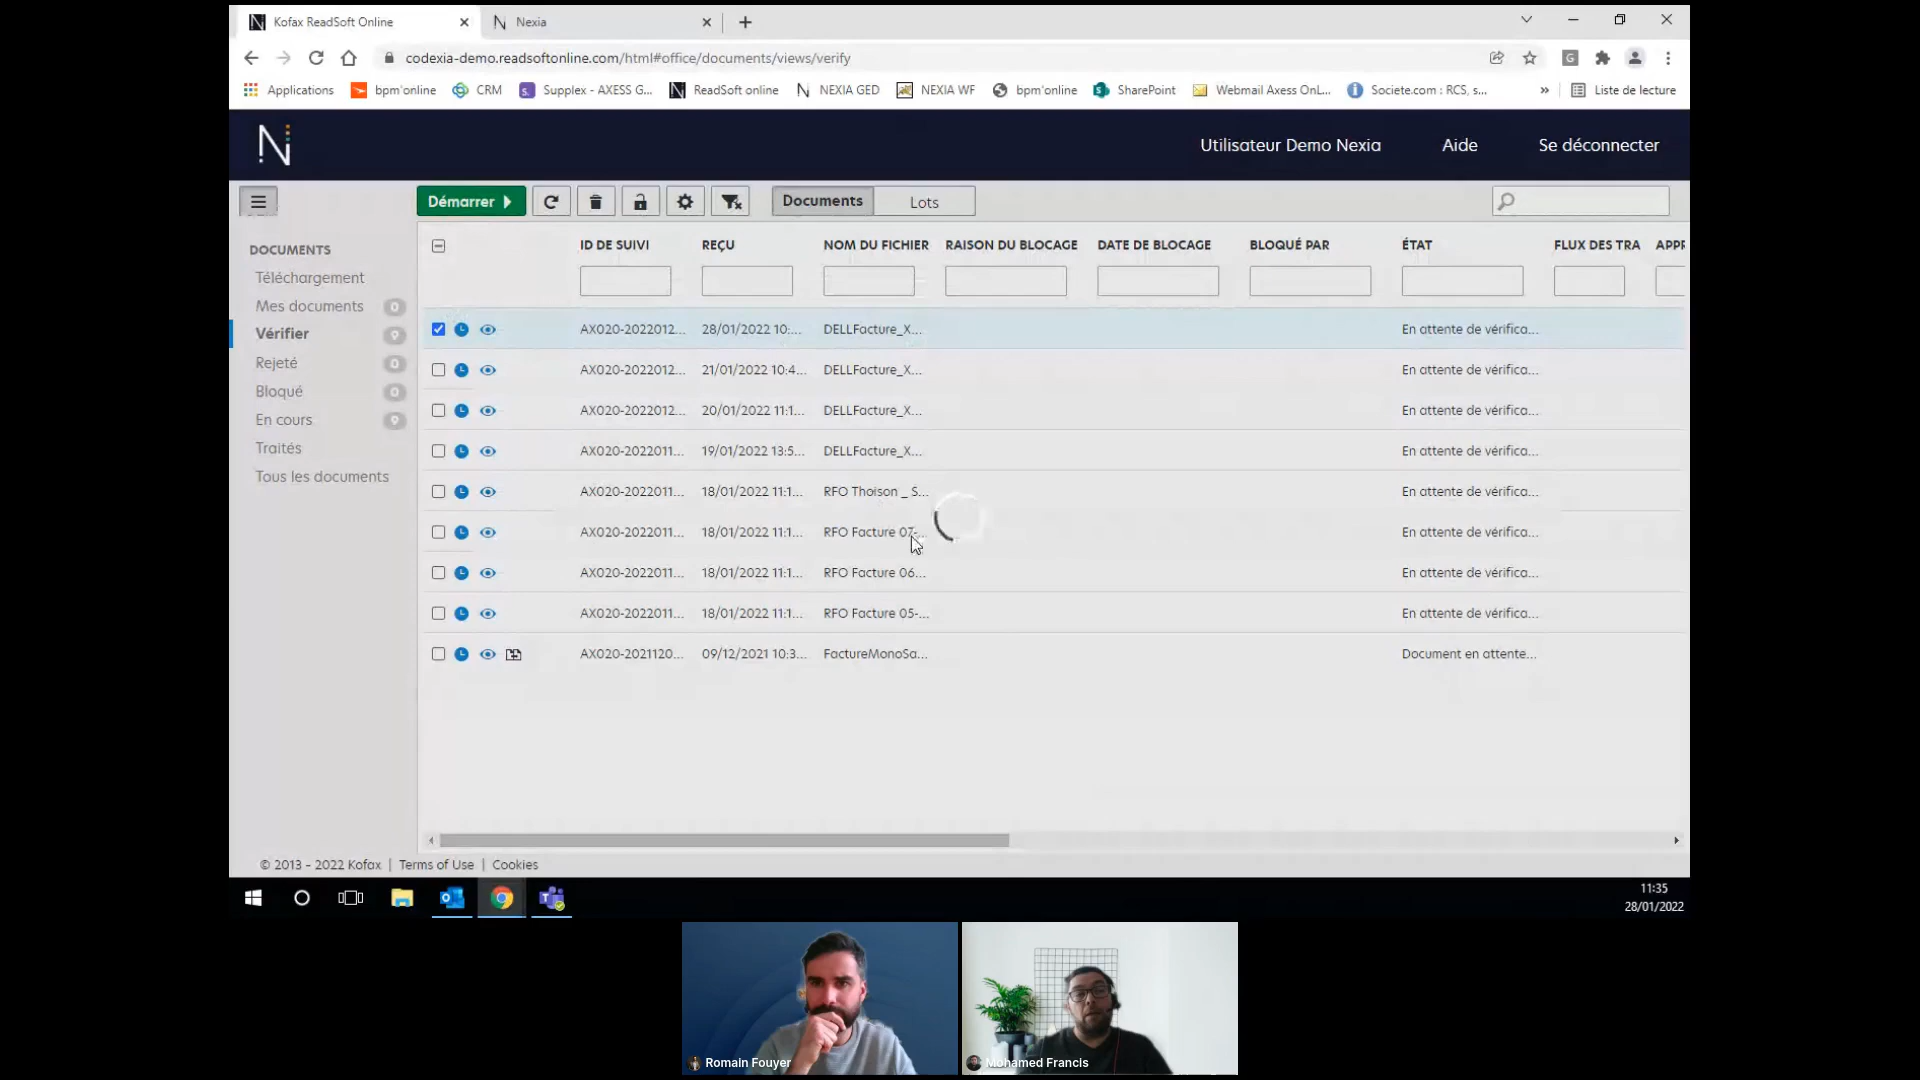 Kofax ReadSoft Online
Nexia
codexia-demo.readsoftonline.com/html#office/documents/views/verify
Applications bpm'online CRM Supplex - AXESS G... ReadSoft online NEXIA GED NEXIA WF bpm'online SharePoint Webmail Axess OnL... Societe.com : RCS, s... » Liste de lecture
Utilisateur Demo Nexia Aide Se déconnecter
Démarrer Documents Lots
DOCUMENTS
Téléchargement
Mes documents 0
Vérifier 9
Rejeté 0
Bloqué 0
En cours 9
Traités
Tous les documents
ID DE SUIVI REÇU NOM DU FICHIER RAISON DU BLOCAGE DATE DE BLOCAGE BLOQUÉ PAR ÉTAT FLUX DES TRA APPR
AX020-2022012... 28/01/2022 10:... DELLFacture_X... En attente de vérifica...
AX020-2022012... 21/01/2022 10:4... DELLFacture_X... En attente de vérifica...
AX020-2022012... 20/01/2022 11:1... DELLFacture_X... En attente de vérifica...
AX020-2022011... 19/01/2022 13:5... DELLFacture_X... En attente de vérifica...
AX020-2022011... 18/01/2022 11:1... RFO Thoison _ S... En attente de vérifica...
AX020-2022011... 18/01/2022 11:1... RFO Facture 07-... En attente de vérifica...
AX020-2022011... 18/01/2022 11:1... RFO Facture 06... En attente de vérifica...
AX020-2022011... 18/01/2022 11:1... RFO Facture 05-... En attente de vérifica...
AX020-2021120... 09/12/2021 10:3... FactureMonoSa... Document en attente...
© 2013 - 2022 Kofax | Terms of Use | Cookies
11:35
28/01/2022
Romain Fouyer
Mohamed Francis